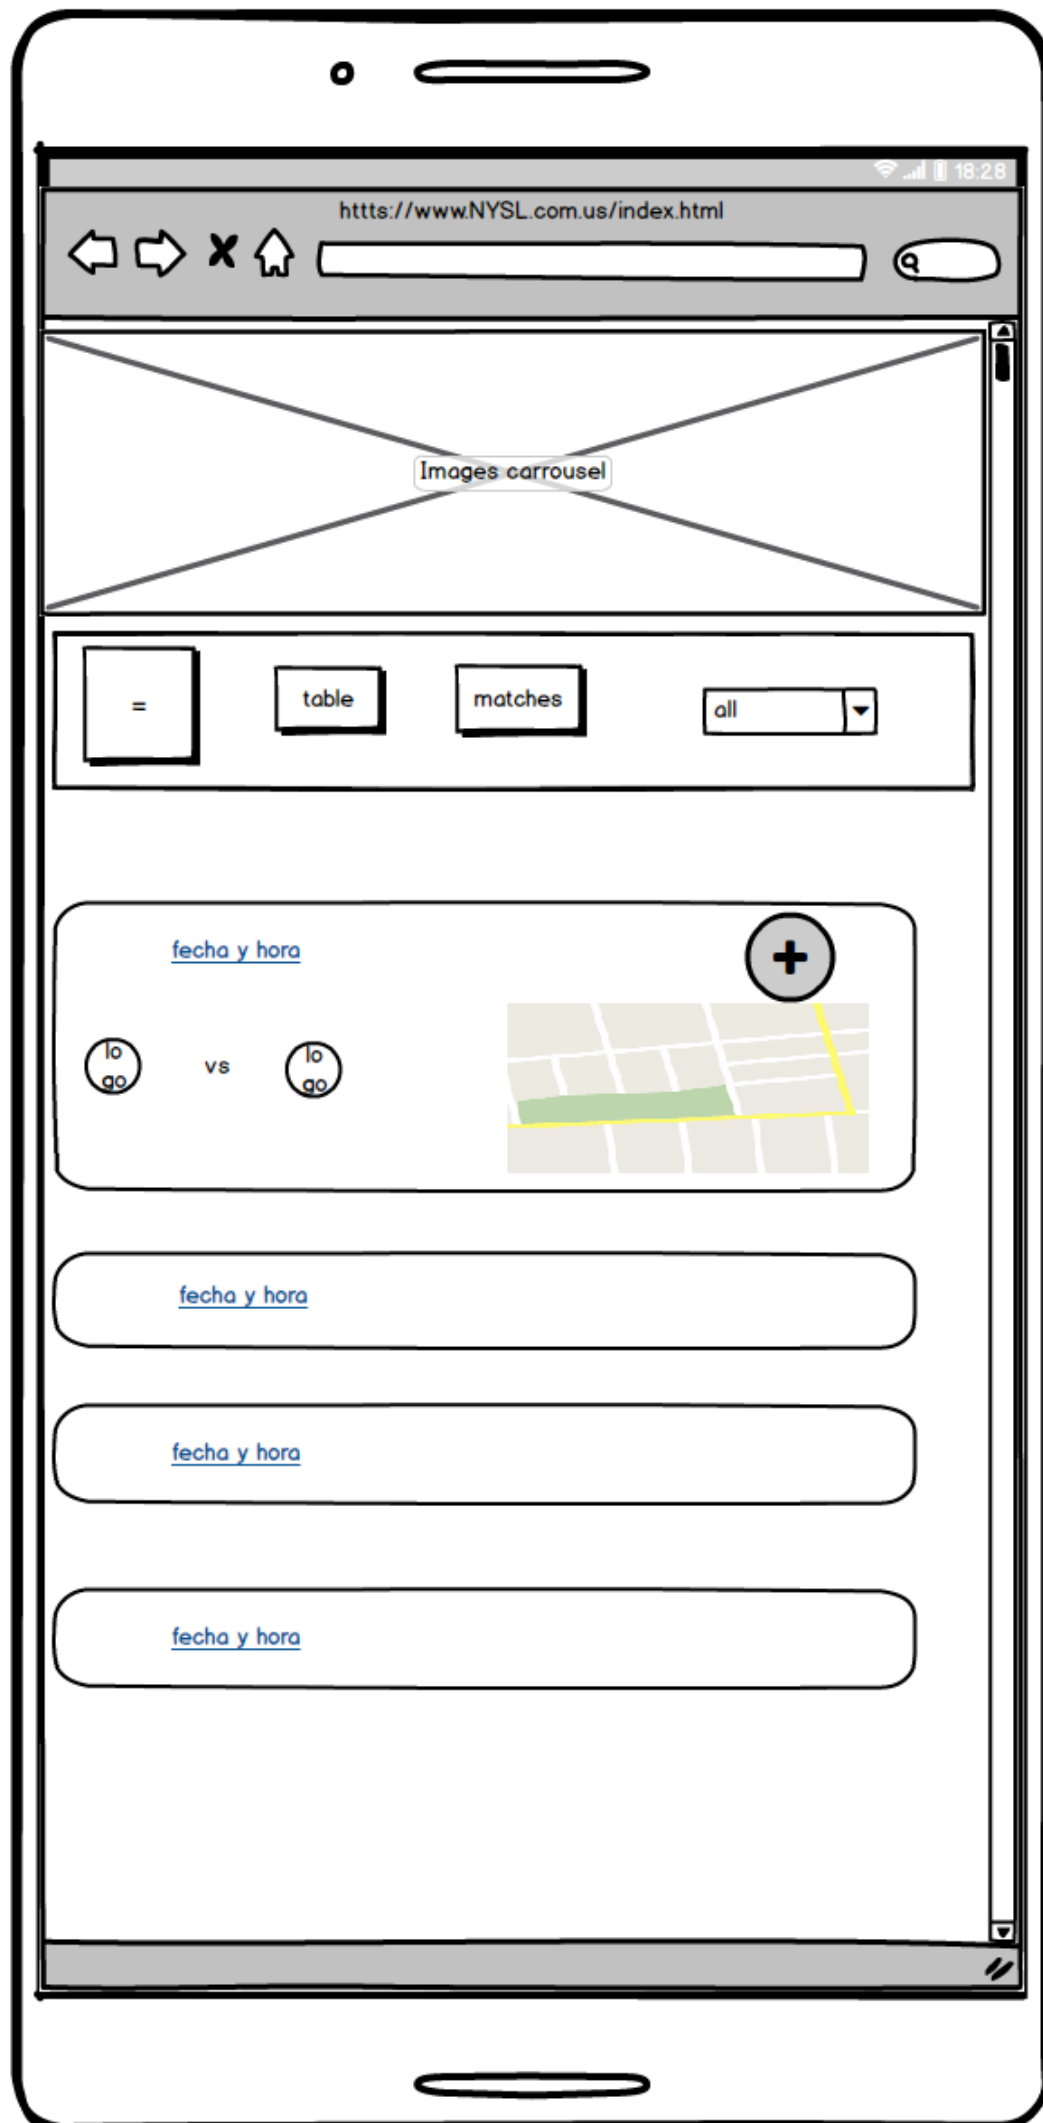 18:28
httts://www.NYSL.com.us/index.html
Images carrousel
=
table
matches
all
fecha y hora
lo
go
vs
lo
go
fecha y hora
fecha y hora
fecha y hora